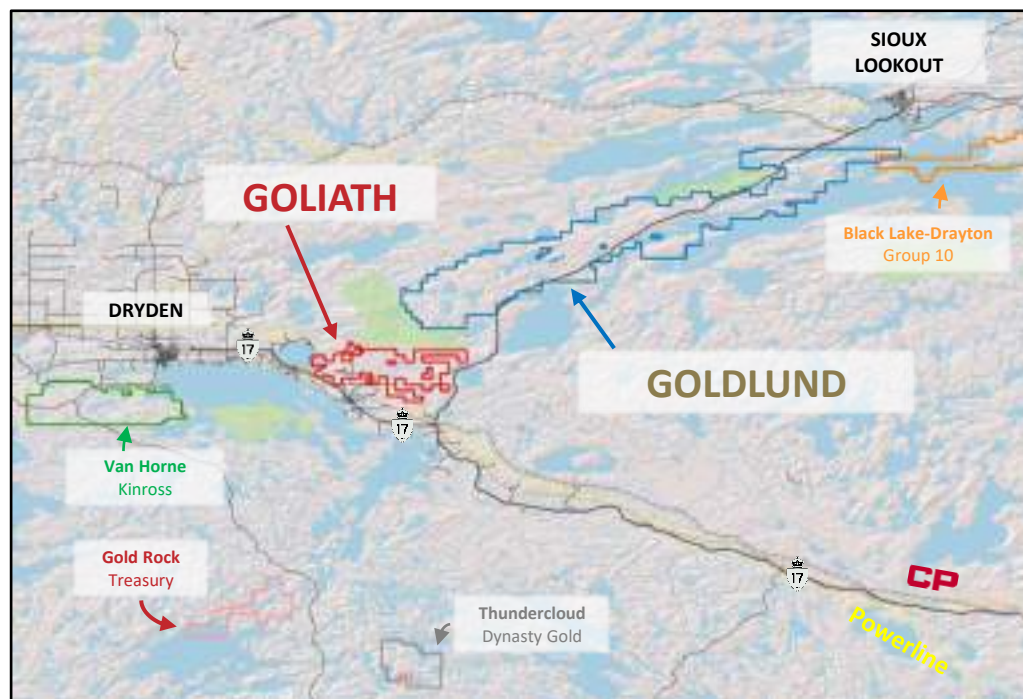 SIOUX
LOOKOUT
GOLIATH
Black Lake-Drayton
Group 10
DRYDEN
17
GOLDLUND
17
Van Horne
Kinross
Gold Rock
Treasury
17
CP
Thundercloud
Dynasty Gold
Powerline